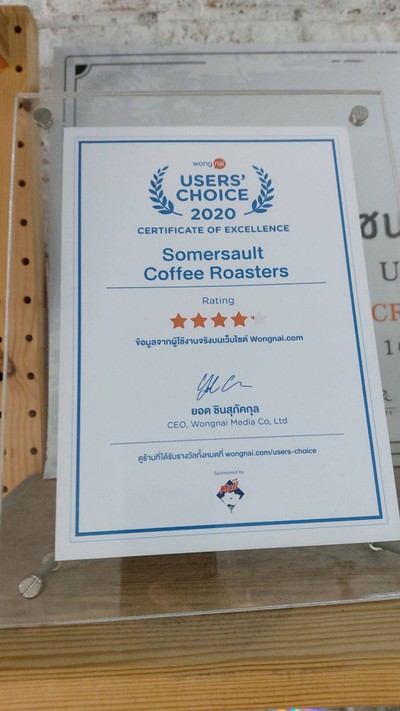 wongnai
USERS'
CHOICE
2020
CERTIFICATE OF EXCELLENCE
Somersault
Coffee Roasters
Rating
ข้อมูลจากผู้ใช้งานจริงบนเว็บไซต์ Wongnai.com
ยอด ชินสุภัคกุล
CEO, Wongnai Media Co, Ltd
ดูร้านที่ได้รับรางวัลทั้งหมดที่ wongnai.com/users-choice
Sponsored by